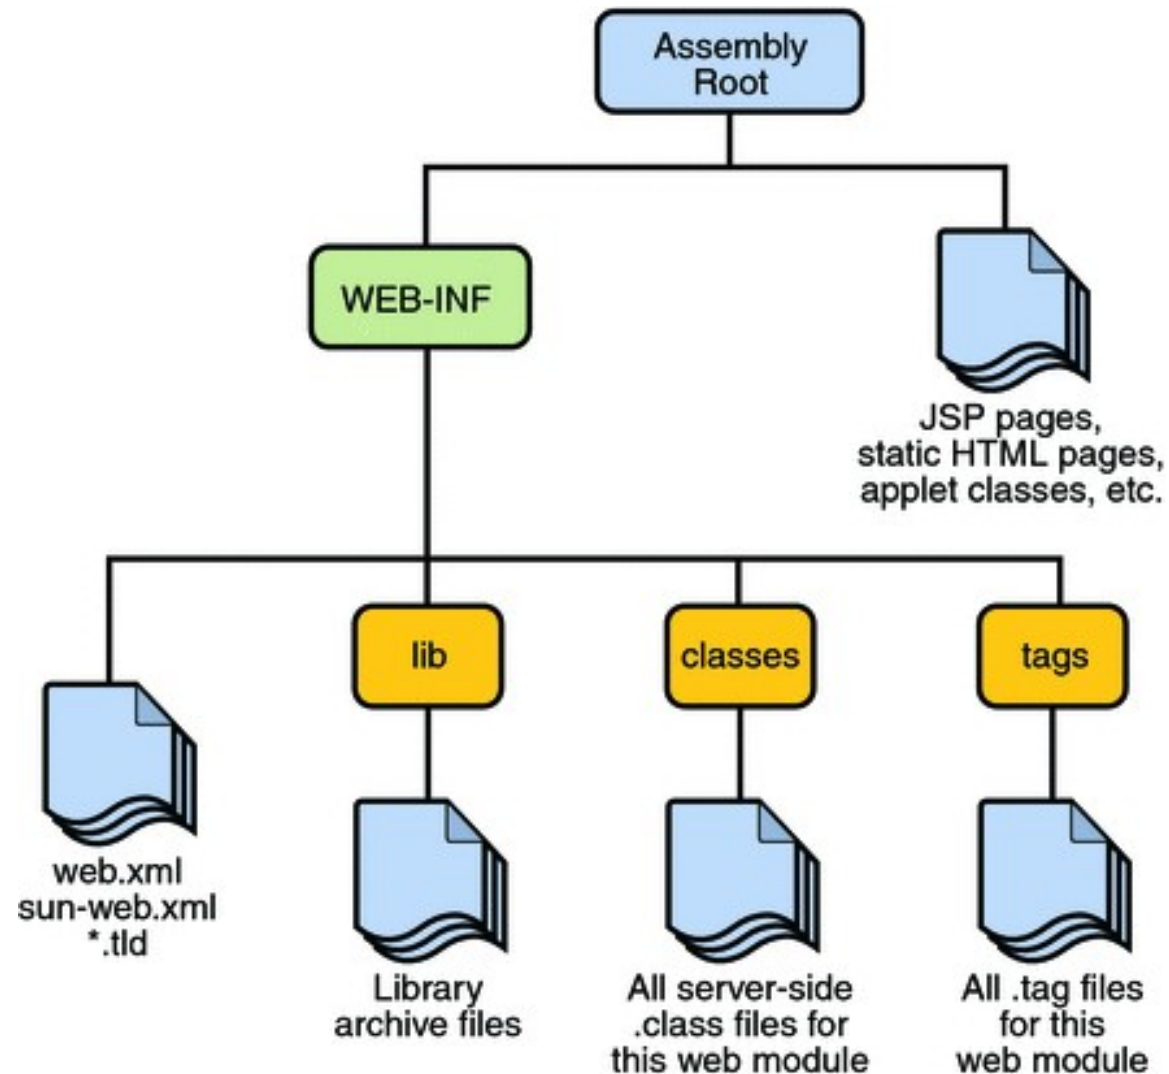 Assembly
Root
WEB-INF
JSP pages,
static HTML pages,
applet classes, etc.
lib
classes
tags
web.xml
sun-web.xml
*.tld
Library
archive files
All server-side
.class files for
this web module
All .tag files
for this
web module